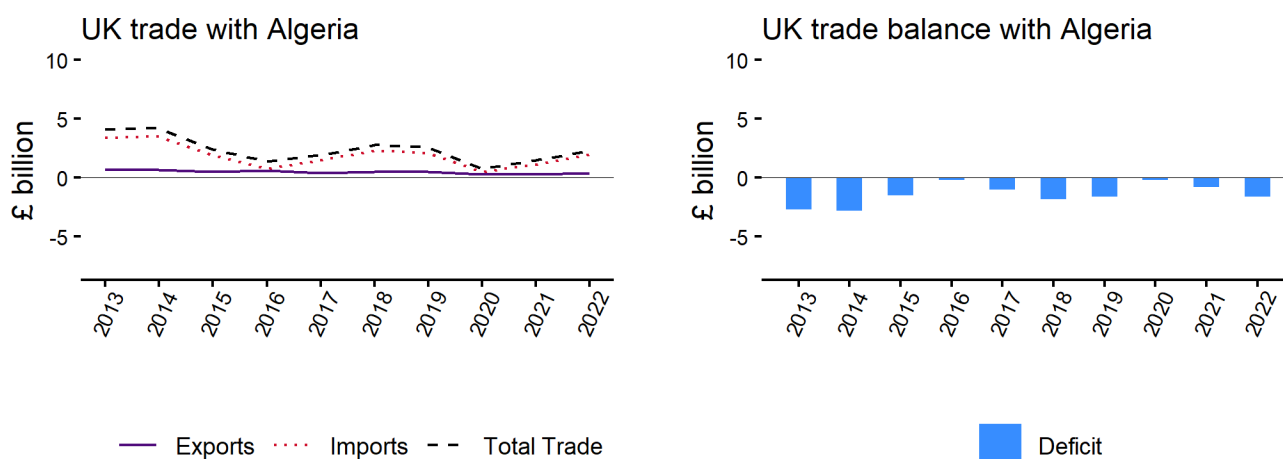 UK trade with Algeria
10
5
0
-5
£ billion
2013 2014 2015 2016 2017 2018 2019 2020 2021 2022
Exports Imports Total Trade
UK trade balance with Algeria
10
5
0
-5
£ billion
2013 2014 2015 2016 2017 2018 2019 2020 2021 2022
Deficit